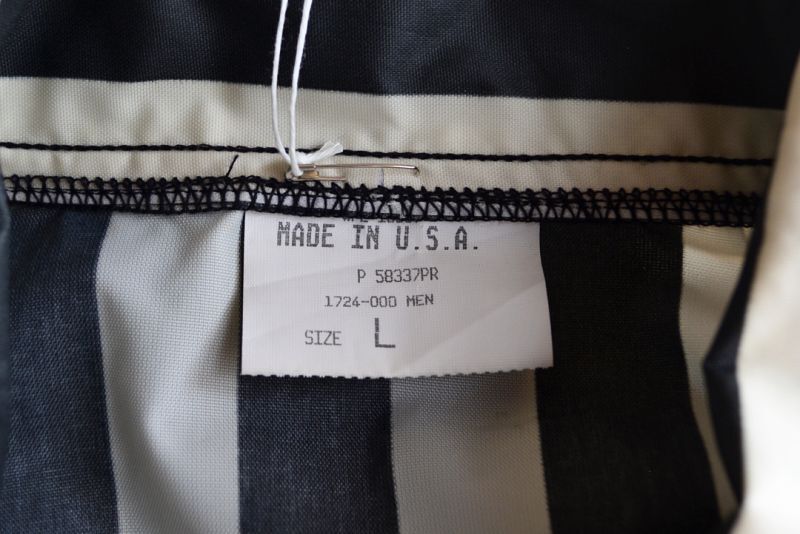 MADE IN U.S.A.
P 58337PR
1724-000 MEN
SIZE L